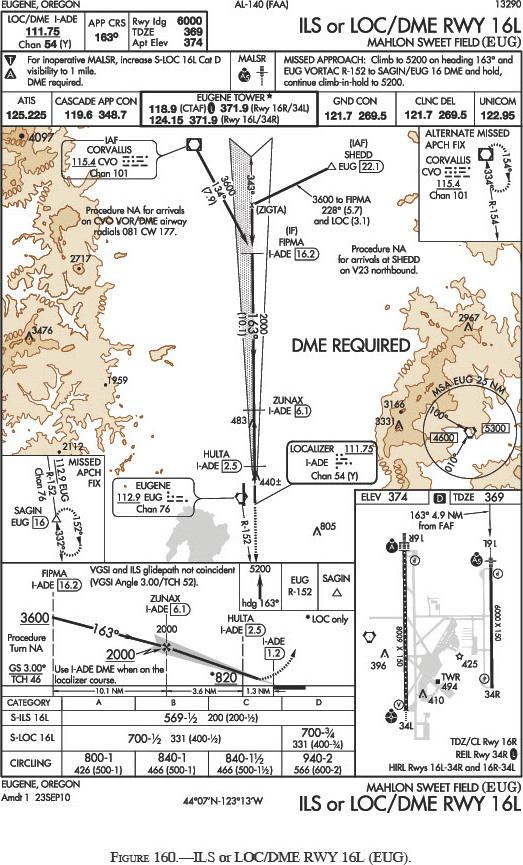 EUGENE, OREGON
AL-140 (FAA)
13290
LOC/DME I-ADE
111.75
Chan 54 (Y)
APP CRS
163°
Rwy ldg 6000
TDZE 369
Apt Elev 374
ILS or LOC/DME RWY 16L
MAHLON SWEET FIELD (EUG)
T
A
For inoperative MALSR, increase S-LOC 16L Cat D
visibility to 1 mile.
DME required.
MALSR
MISSED APPROACH: Climb to 5200 on heading 163° and
EUG VORTAC R-152 to SAGIN/EUG 16 DME and hold,
continue climb-in-hold to 5200.
ATIS
125.225
CASCADE APP CON
119.6 348.7
EUGENE TOWER*
118.9 (CTAF) L 371.9 (Rwy 16R/34L)
124.15 371.9 (Rwy 16L/34R)
GND CON
121.7 269.5
CLNC DEL
121.7 269.5
UNICOM
122.95
4097
IAF
CORVALLIS
115.4 CVO
Chan 101
3600
134°
(7.9)
343°
(IAF)
SHEDD
EUG 22.1
ALTERNATE MISSED
APCH FIX
CORVALLIS
CVO
115.4
Chan 101
154°
334°
R-154
(ZIGTA)
3600 to FIPMA
228° (5.7)
and LOC (3.1)
Procedure NA for arrivals
on CVO VOR/DME airway
radials 081 CW 177.
(IF)
FIPMA
I-ADE 16.2
Procedure NA
for arrivals at SHEDD
on V23 northbound.
2717
2000
163°
(10.1)
2967
3476
DME REQUIRED
1959
MSA EUG 25 NM
100°
010°
4600
5300
ZUNAX
I-ADE 6.1
3166
3331
483
2112
HULTA
I-ADE 2.5
LOCALIZER 111.75
I-ADE
Chan 54 (Y)
440±
MISSED
APCH
FIX
112.9 EUG
Chan 76
R-152
SAGIN
EUG 16
152°
332°
EUGENE
112.9 EUG
Chan 76
R-152
805
ELEV 374
D
TDZE 369
163° 4.9 NM
from FAF
16R
16L
8009 X 150
6000 X 150
396
425
TWR
494
410
34L
34R
TDZ/CL Rwy 16R
REIL Rwy 34R L
HIRL Rwys 16L-34R and 16R-34L
FIPMA
I-ADE 16.2
VGSI and ILS glidepath not coincident
(VGSI Angle 3.00/TCH 52).
5200
hdg 163°
EUG
R-152
SAGIN
ZUNAX
I-ADE 6.1
2000
HULTA
I-ADE 2.5
*LOC only
I-ADE
1.2
3600
163°
2000
Procedure
Turn NA
GS 3.00°
TCH 46
Use I-ADE DME when on the
localizer course.
*820
10.1 NM
3.6 NM
1.3 NM
CATEGORY A B C D
S-ILS 16L 569-½ 200 (200-½)
S-LOC 16L 700-½ 331 (400-½) 700-¾ 331 (400-¾)
CIRCLING 800-1 426 (500-1) 840-1 466 (500-1) 840-1½ 466 (500-1½) 940-2 566 (600-2)
EUGENE, OREGON
Amdt 1 23SEP10
44°07'N-123°13'W
MAHLON SWEET FIELD (EUG)
ILS or LOC/DME RWY 16L
FIGURE 160.—ILS or LOC/DME RWY 16L (EUG).